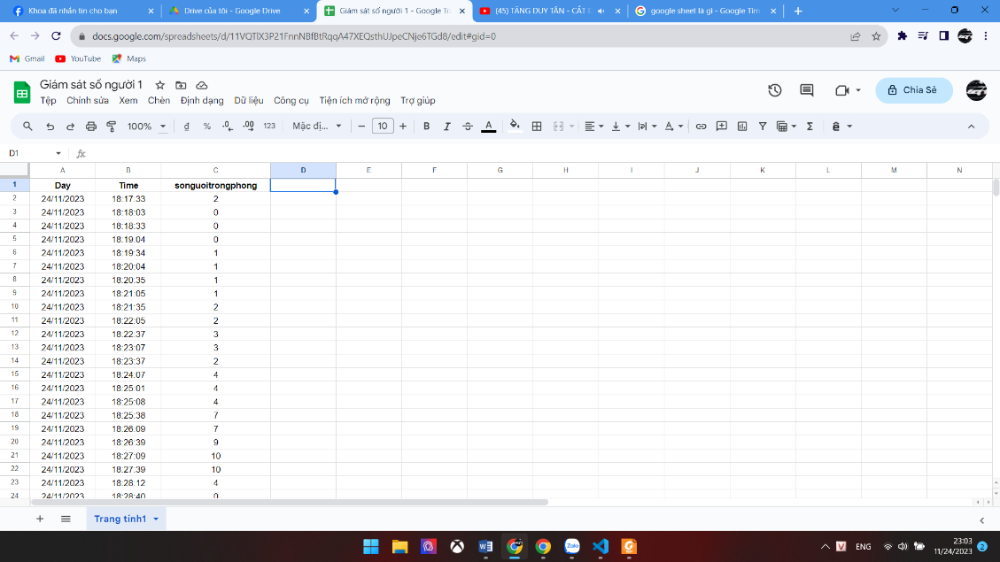 Khoa đã nhắn tin cho bạn
Drive của tôi - Google Drive
Giám sát số người 1 - Google Tr
(45) TĂNG DUY TÂN - CẮT Đ
google sheet là gì - Google Tìm
docs.google.com/spreadsheets/d/11VQTlX3P21FnnNBfBtRqqA47XEQsthUJpeCNje6TGd8/edit#gid=0
Gmail YouTube Maps
Giám sát số người 1
Tệp Chỉnh sửa Xem Chèn Định dạng Dữ liệu Công cụ Tiện ích mở rộng Trợ giúp
Chia Sẻ
100% đ % .0 .00 123 Mặc đị... − 10 + B I A
D1 fx
A B C D E F G H I J K L M N
1 Day Time songuoitrongphong
2 24/11/2023 18:17:33 2
3 24/11/2023 18:18:03 0
4 24/11/2023 18:18:33 0
5 24/11/2023 18:19:04 0
6 24/11/2023 18:19:34 1
7 24/11/2023 18:20:04 1
8 24/11/2023 18:20:35 1
9 24/11/2023 18:21:05 1
10 24/11/2023 18:21:35 2
11 24/11/2023 18:22:05 2
12 24/11/2023 18:22:37 3
13 24/11/2023 18:23:07 3
14 24/11/2023 18:23:37 2
15 24/11/2023 18:24:07 4
16 24/11/2023 18:25:01 4
17 24/11/2023 18:25:08 4
18 24/11/2023 18:25:38 7
19 24/11/2023 18:26:09 7
20 24/11/2023 18:26:39 9
21 24/11/2023 18:27:09 10
22 24/11/2023 18:27:39 10
23 24/11/2023 18:28:12 4
24 24/11/2023 18:28:40 0
Trang tính1
Zalo
V ENG 23:03
11/24/2023 2